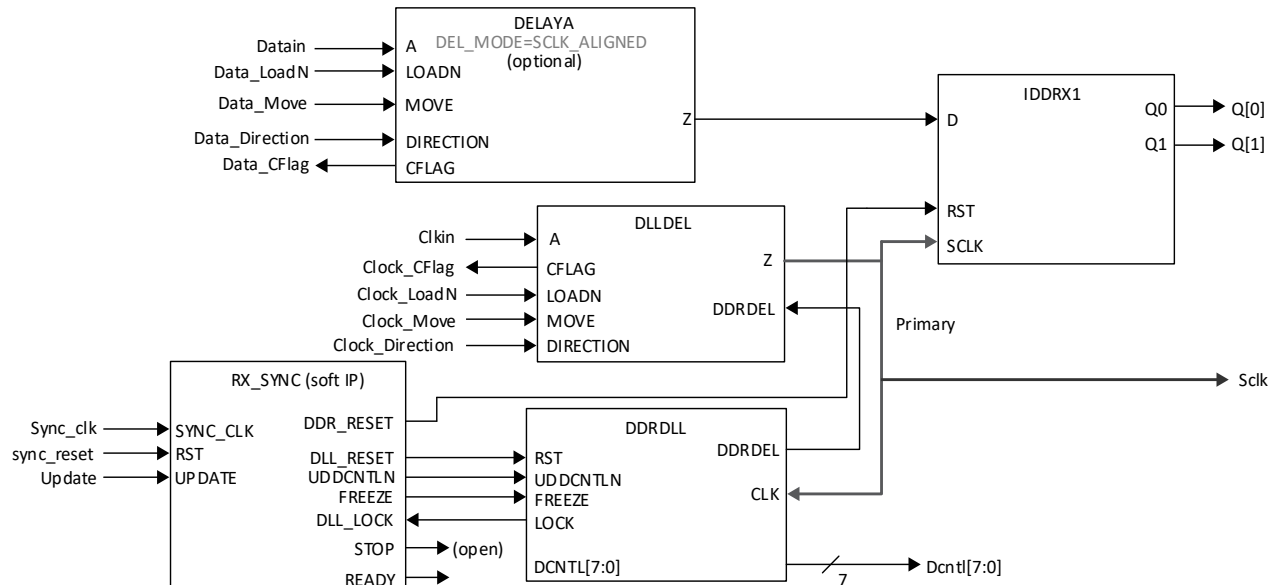 DELAYA
DEL_MODE=SCLK_ALIGNED
(optional)
Datain
A
Data_LoadN
LOADN
Data_Move
MOVE
Data_Direction
DIRECTION
Data_CFlag
CFLAG
Z
IDDRX1
D
Q0
Q[0]
Q1
Q[1]
RST
SCLK
DLLDEL
Clkin
A
Z
Clock_CFlag
CFLAG
Clock_LoadN
LOADN
DDRDEL
Clock_Move
MOVE
Clock_Direction
DIRECTION
Primary
Sclk
RX_SYNC (soft IP)
Sync_clk
SYNC_CLK
sync_reset
RST
Update
UPDATE
DDR_RESET
DLL_RESET
UDDCNTLN
FREEZE
DLL_LOCK
STOP
(open)
READY
DDRDLL
RST
UDDCNTLN
FREEZE
LOCK
DCNTL[7:0]
DDRDEL
CLK
7
Dcntl[7:0]